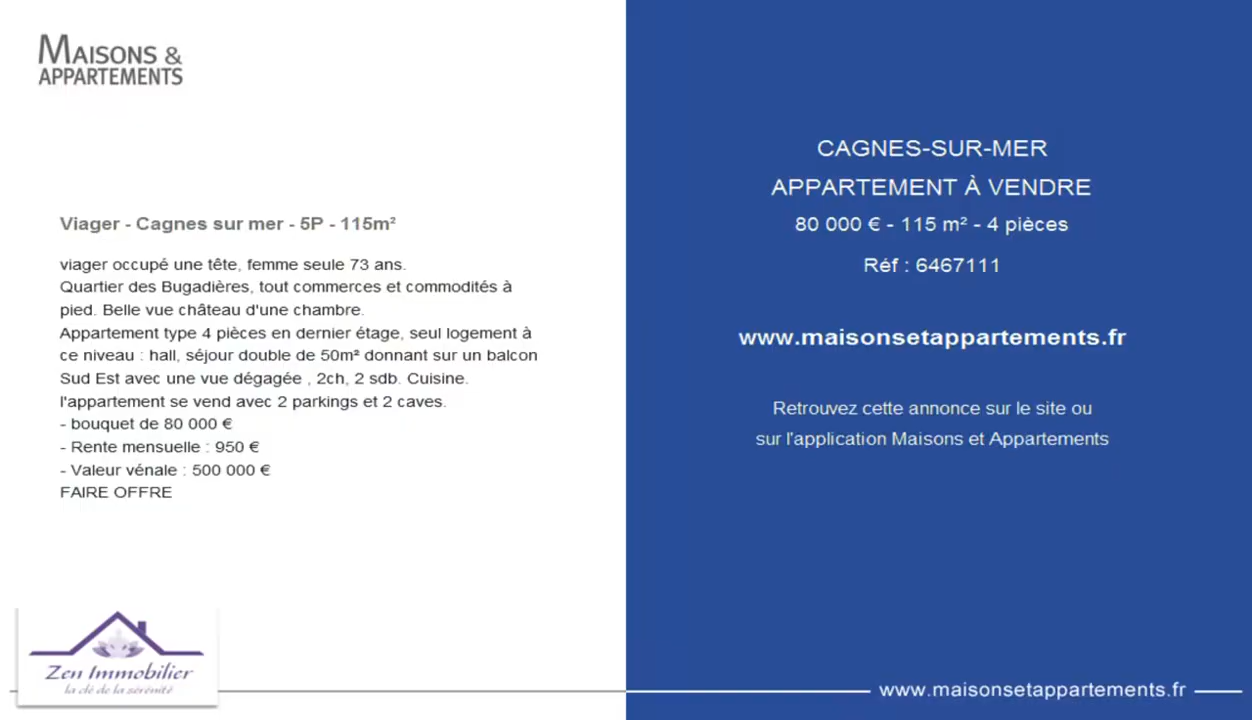 MAISONS &
APPARTEMENTS
Viager - Cagnes sur mer - 5P - 115m²
viager occupé une tête, femme seule 73 ans.
Quartier des Bugadières, tout commerces et commodités à
pied. Belle vue château d'une chambre.
Appartement type 4 pièces en dernier étage, seul logement à
ce niveau : hall, séjour double de 50m² donnant sur un balcon
Sud Est avec une vue dégagée , 2ch, 2 sdb. Cuisine.
l'appartement se vend avec 2 parkings et 2 caves.
- bouquet de 80 000 €
- Rente mensuelle : 950 €
- Valeur vénale : 500 000 €
FAIRE OFFRE
Zen Immobilier
la clé de la sérénité
CAGNES-SUR-MER
APPARTEMENT À VENDRE
80 000 € - 115 m² - 4 pièces
Réf : 6467111
www.maisonsetappartements.fr
Retrouvez cette annonce sur le site ou
sur l'application Maisons et Appartements
www.maisonsetappartements.fr